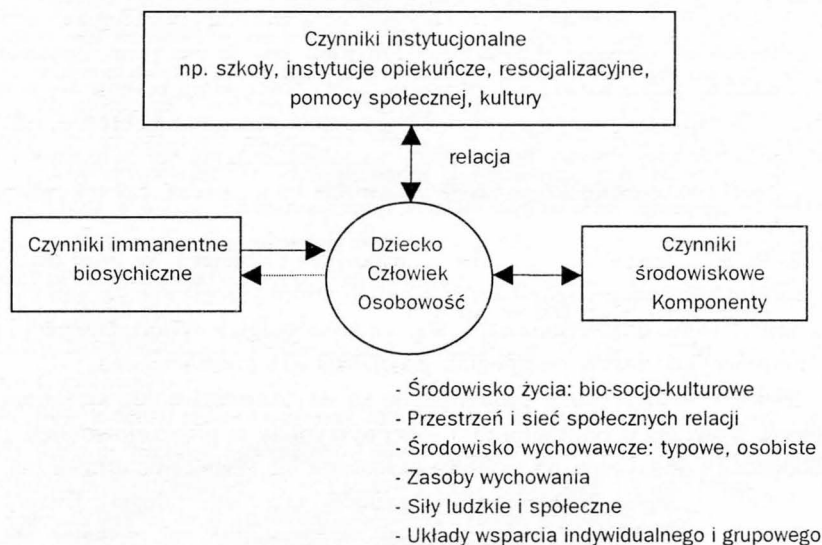 Czynniki instytucjonalne
np. szkoły, instytucje opiekuńcze, resocjalizacyjne,
pomocy społecznej, kultury
relacja
Czynniki immanentne
biosychiczne
Dziecko
Człowiek
Osobowość
Czynniki
środowiskowe
Komponenty
- Środowisko życia: bio-socjo-kulturowe
- Przestrzeń i sieć społecznych relacji
- Środowisko wychowawcze: typowe, osobiste
- Zasoby wychowania
- Siły ludzkie i społeczne
- Układy wsparcia indywidualnego i grupowego